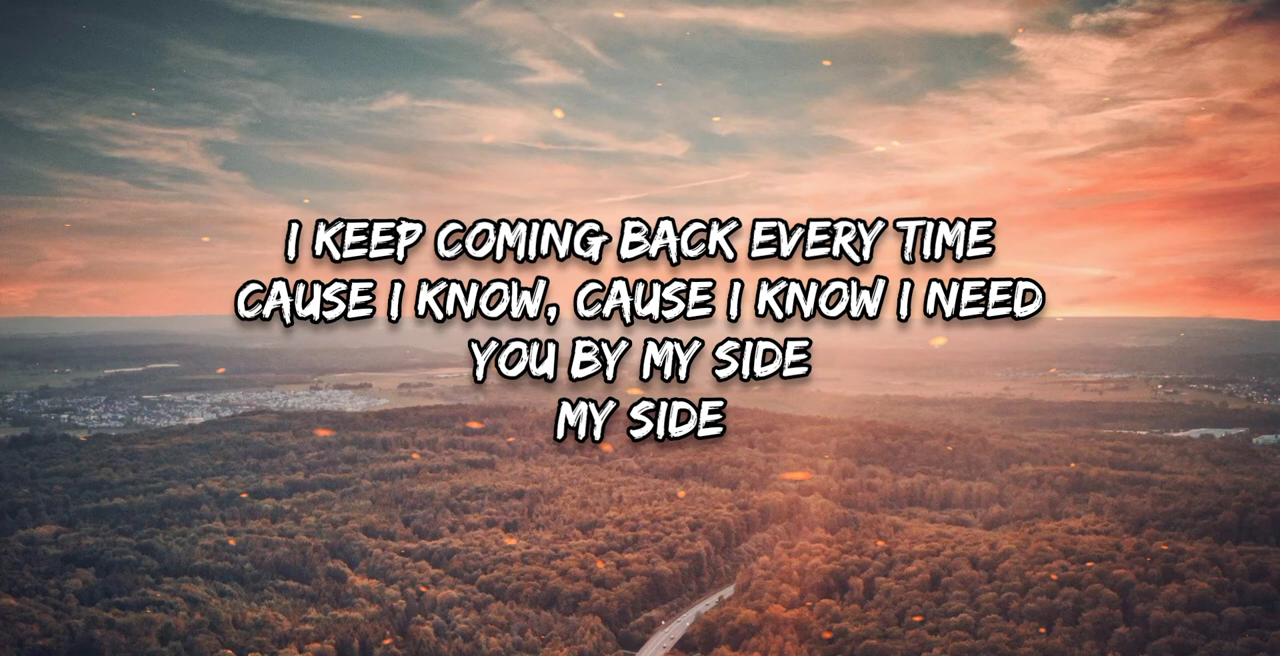 I KEEP COMING BACK EVERY TIME
CAUSE I KNOW, CAUSE I KNOW I NEED
YOU BY MY SIDE
MY SIDE